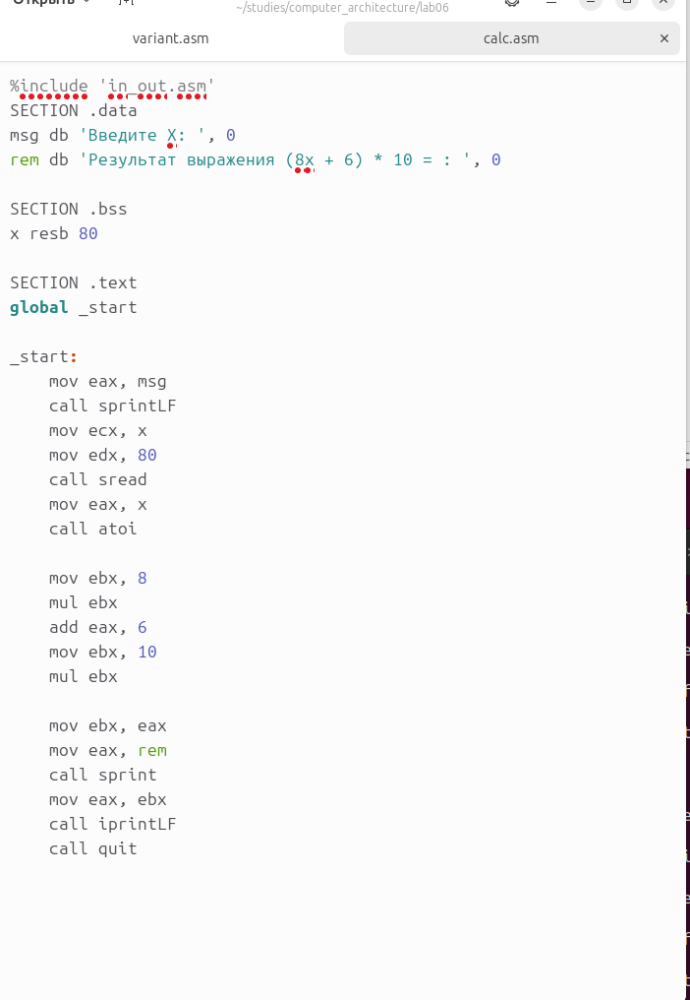 Открыть
~/studies/computer_architecture/lab06
variant.asm calc.asm
%include 'in_out.asm'
SECTION .data
msg db 'Введите X: ', 0
rem db 'Результат выражения (8x + 6) * 10 = : ', 0
SECTION .bss
x resb 80
SECTION .text
global _start
_start:
mov eax, msg
call sprintLF
mov ecx, x
mov edx, 80
call sread
mov eax, x
call atoi
mov ebx, 8
mul ebx
add eax, 6
mov ebx, 10
mul ebx
mov ebx, eax
mov eax, rem
call sprint
mov eax, ebx
call iprintLF
call quit